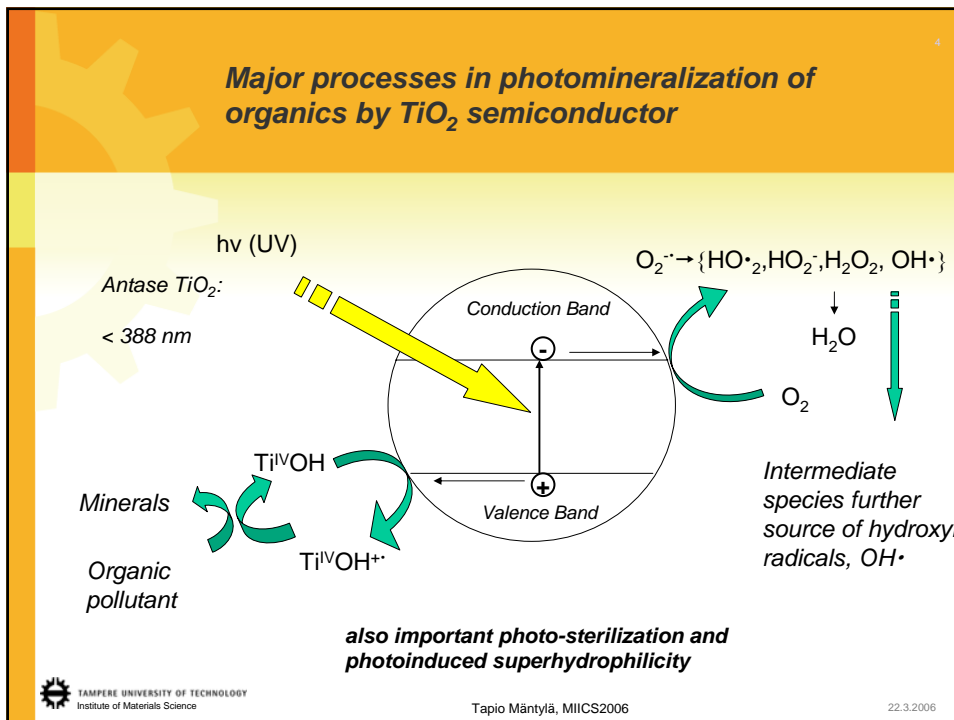 4
Major processes in photomineralization of
organics by TiO₂ semiconductor
hv (UV)
Antase TiO₂:
< 388 nm
O₂⁻•→{HO•₂,HO₂⁻,H₂O₂, OH•}
H₂O
O₂
Conduction Band
-
+
Valence Band
TiᴵⱽOH
TiᴵⱽOH⁺•
Minerals
Organic
pollutant
Intermediate
species further
source of hydroxy
radicals, OH•
also important photo-sterilization and
photoinduced superhydrophilicity
TAMPERE UNIVERSITY OF TECHNOLOGY
Institute of Materials Science
Tapio Mäntylä, MIICS2006
22.3.2006